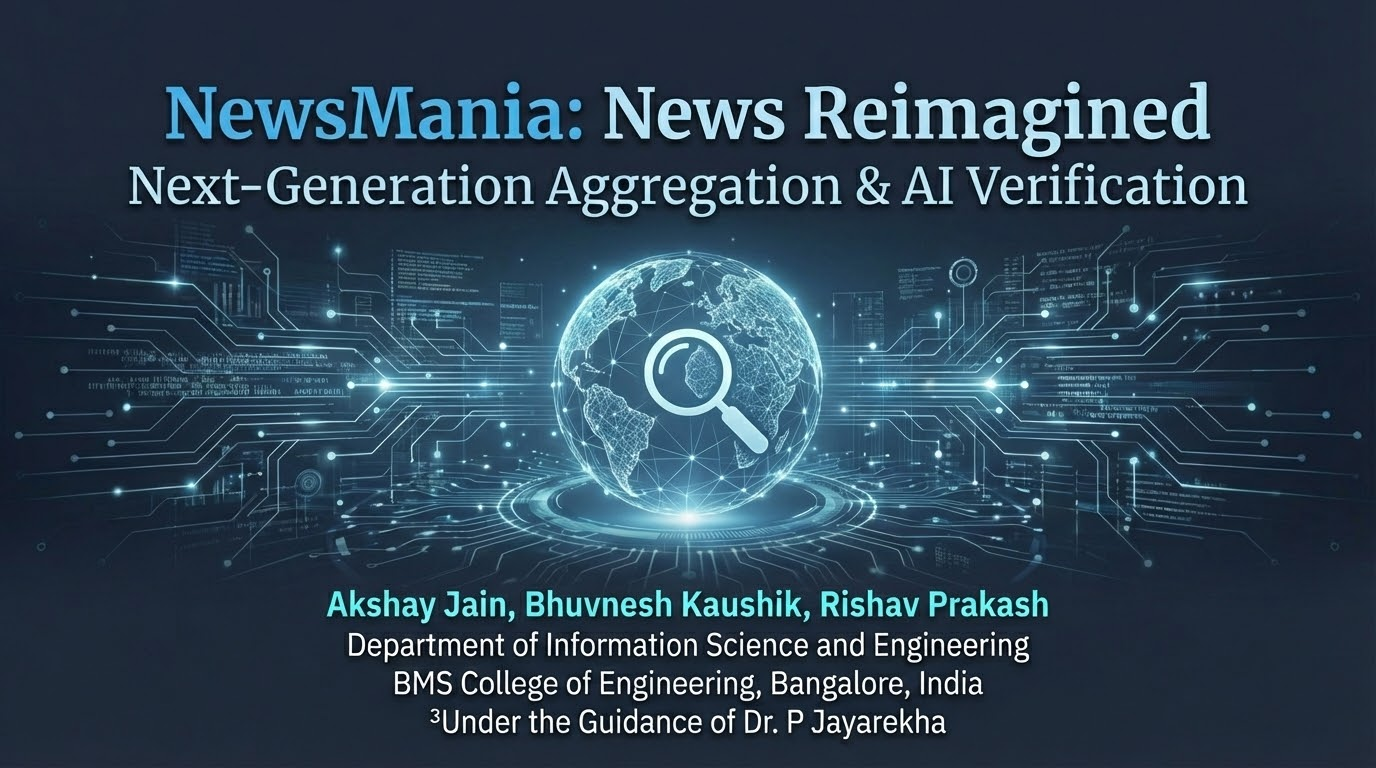 NewsMania: News Reimagined
Next-Generation Aggregation & AI Verification
Akshay Jain, Bhuvnesh Kaushik, Rishav Prakash
Department of Information Science and Engineering
BMS College of Engineering, Bangalore, India
³Under the Guidance of Dr. P Jayarekha